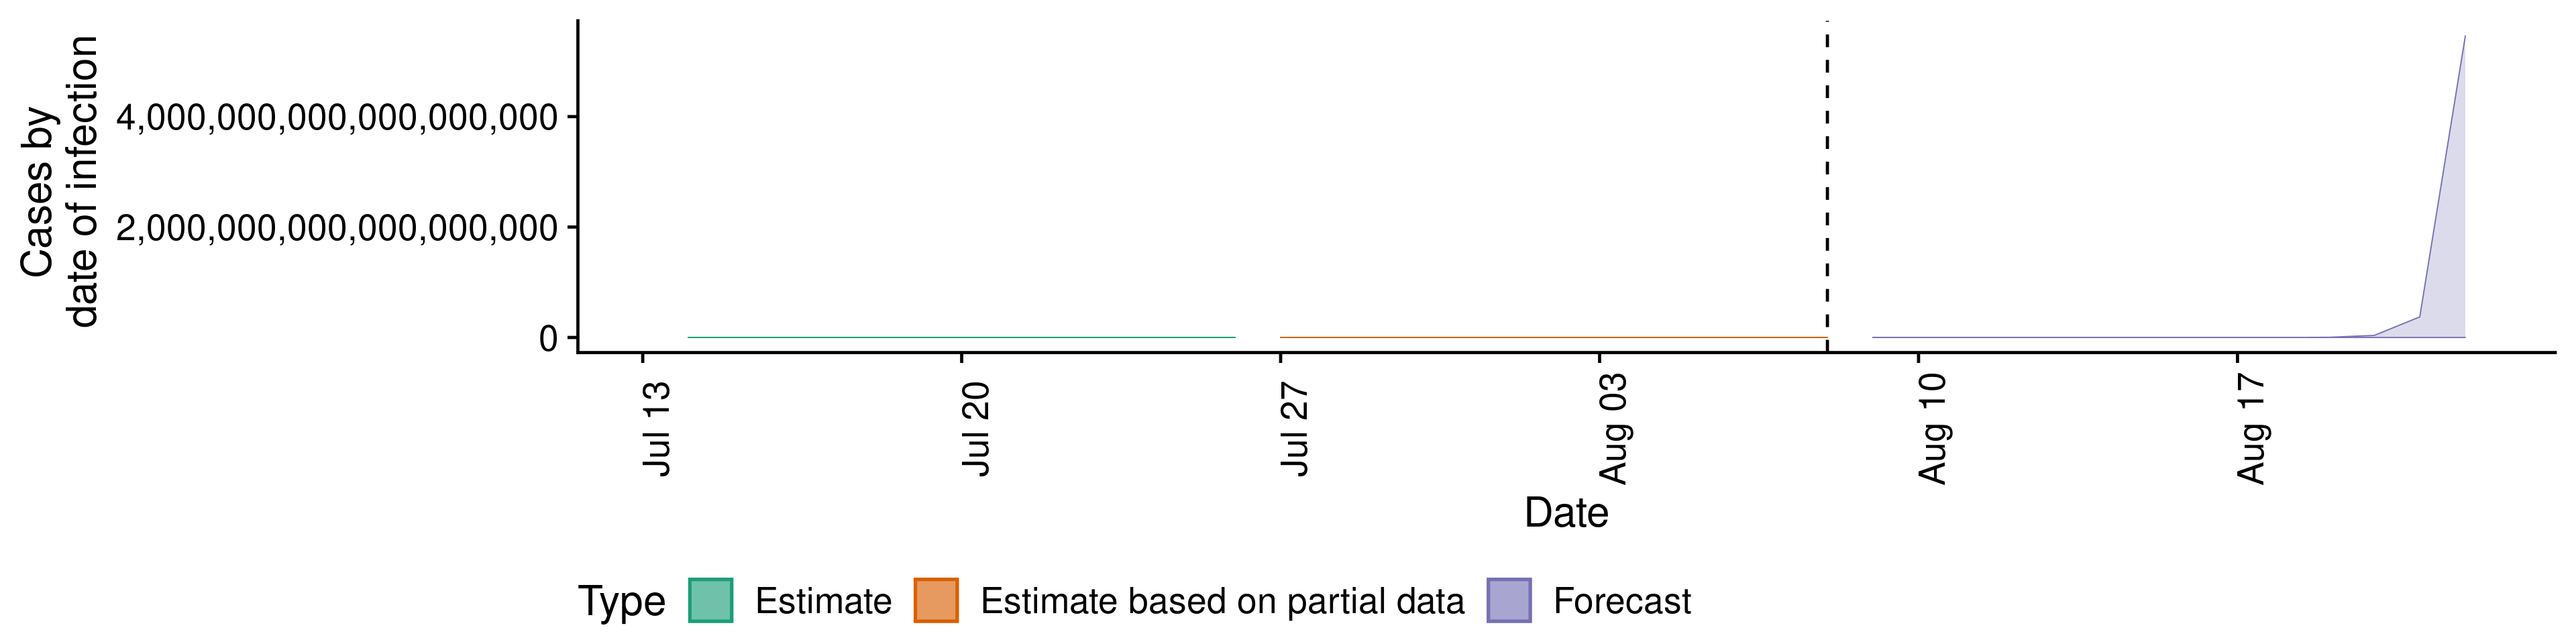 Cases by
date of infection
4,000,000,000,000,000,000
2,000,000,000,000,000,000
0
Jul 13
Jul 20
Jul 27
Aug 03
Aug 10
Aug 17
Date
Type
Estimate
Estimate based on partial data
Forecast